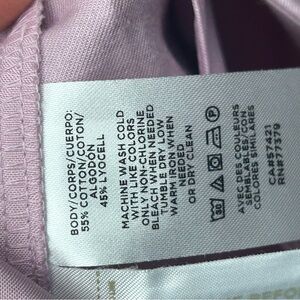 BODY/CORPS/CUERPO:
55% COTTON/COTON/
ALGODÓN
45% LYOCELL
MACHINE WASH COLD
WITH LIKE COLORS
ONLY NON-CHLORINE
BLEACH WHEN NEEDED
TUMBLE DRY LOW
WARM IRON WHEN
NEEDED
OR DRY CLEAN
30
AVEC DES COULEURS
SEMBLABLES/CON
COLORES SIMILARES
CA#57421
RN#77379